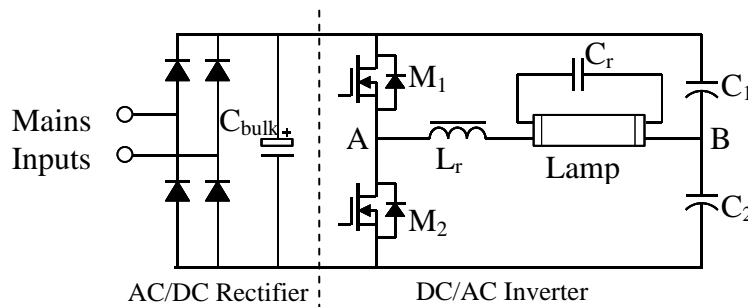 C_r
M_1
C_1
Mains
C_bulk
+
A
B
Inputs
L_r
Lamp
M_2
C_2
AC/DC Rectifier
DC/AC Inverter